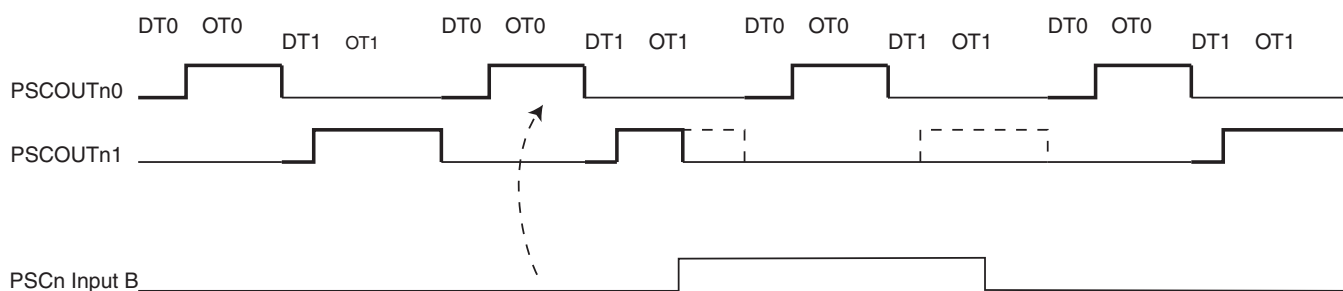 DT0 OT0 DT0 OT0 DT0 OT0 DT0 OT0
DT1 OT1 DT1 OT1 DT1 OT1 DT1 OT1
PSCOUTn0
PSCOUTn1
PSCn Input B